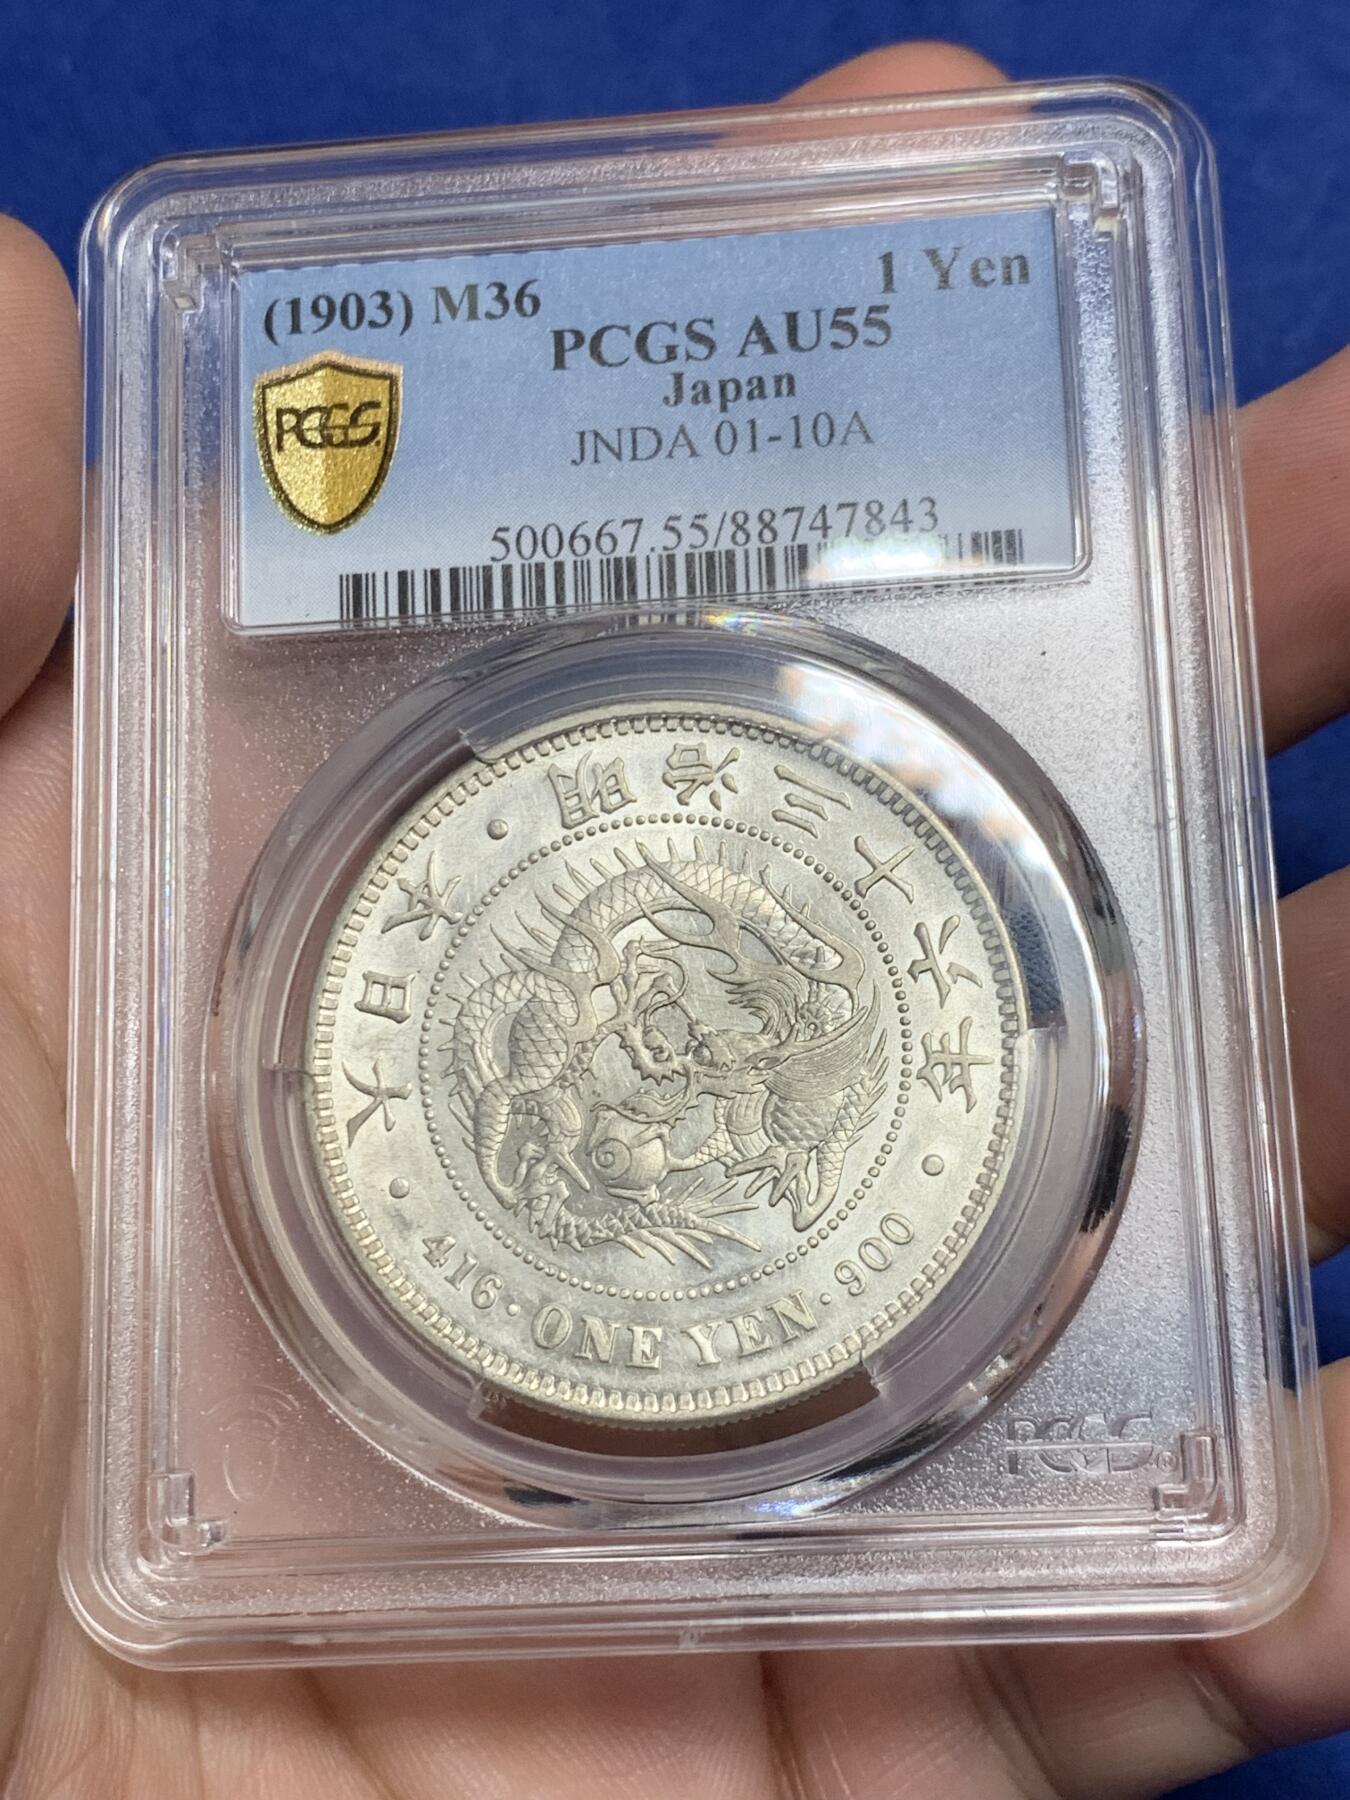 (1903) M36
1 Yen
PCGS AU55
Japan
JNDA 01-10A
PCGS
500667.55/88747843
大日本・明治三十六年
416・ONE YEN・900
PCGS